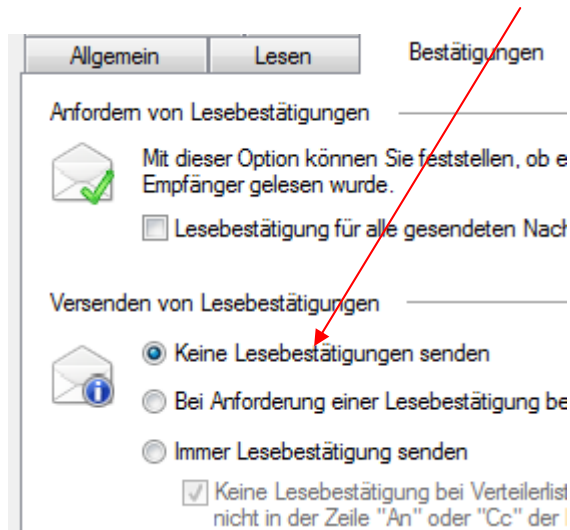 Allgemein
Lesen
Bestätigungen
Anfordern von Lesebestätigungen
Mit dieser Option können Sie feststellen, ob
Empfänger gelesen wurde.
Lesebestätigung für alle gesendeten
Versenden von Lesebestätigungen
Keine Lesebestätigungen senden
Bei Anforderung einer Lesebestätigung
Immer Lesebestätigung senden
Keine Lesebestätigung bei
nicht in der Zeile "An" oder "Cc" der